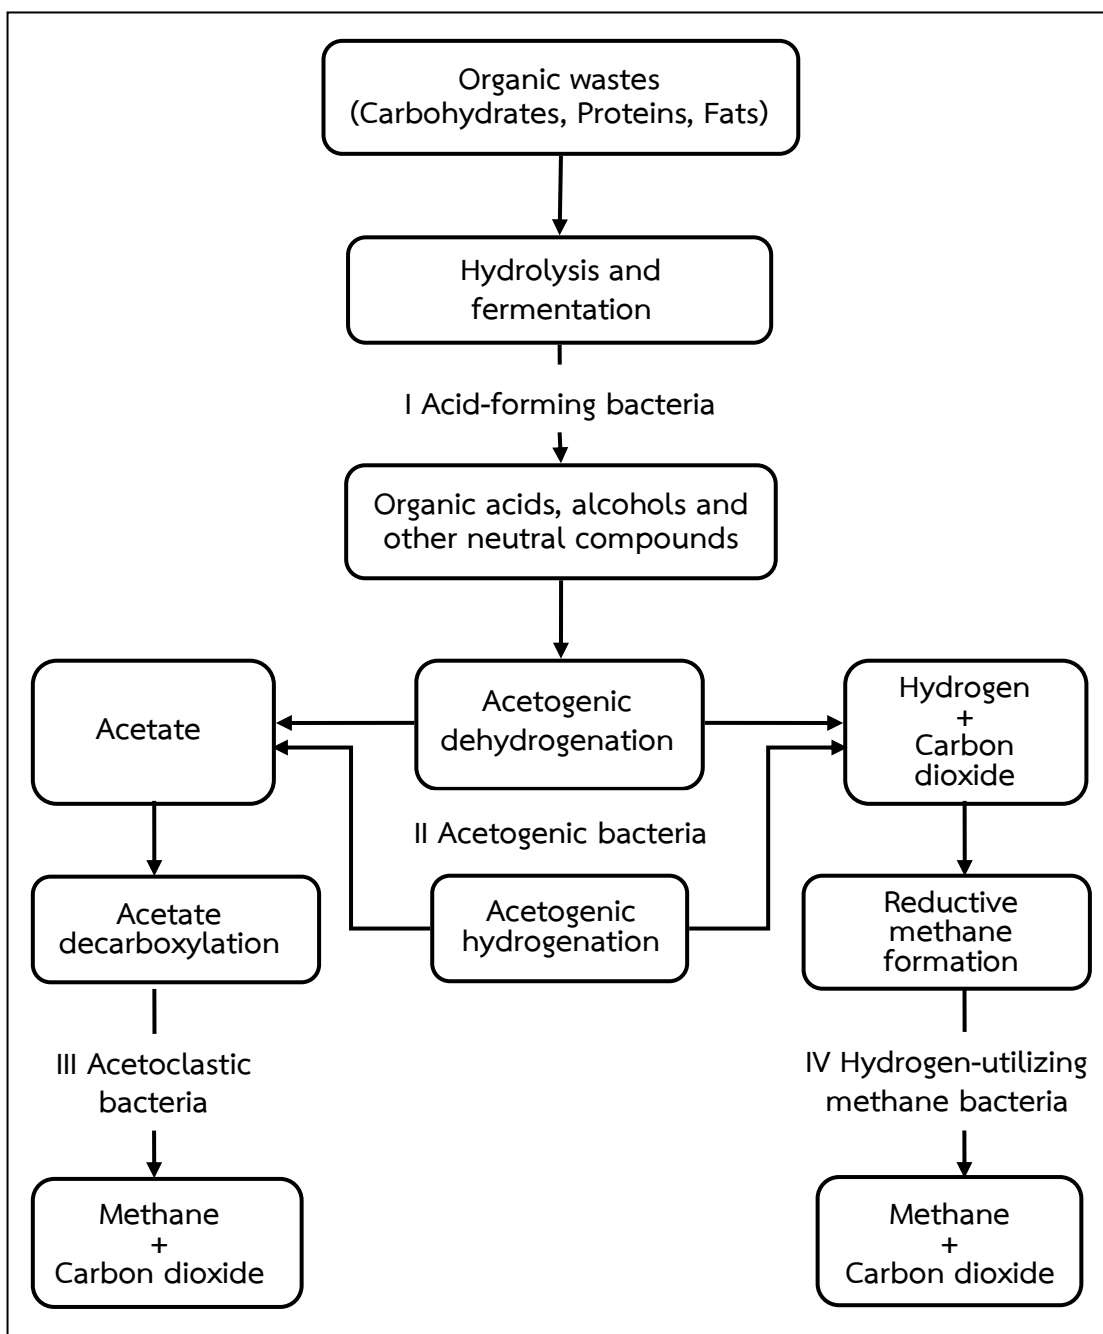 Organic wastes
(Carbohydrates, Proteins, Fats)
Hydrolysis and
fermentation
I Acid-forming bacteria
Organic acids, alcohols and
other neutral compounds
Acetate
Acetogenic
dehydrogenation
Hydrogen
+
Carbon
dioxide
II Acetogenic bacteria
Acetate
decarboxylation
Acetogenic
hydrogenation
Reductive
methane
formation
III Acetoclastic
bacteria
IV Hydrogen-utilizing
methane bacteria
Methane
+
Carbon dioxide
Methane
+
Carbon dioxide